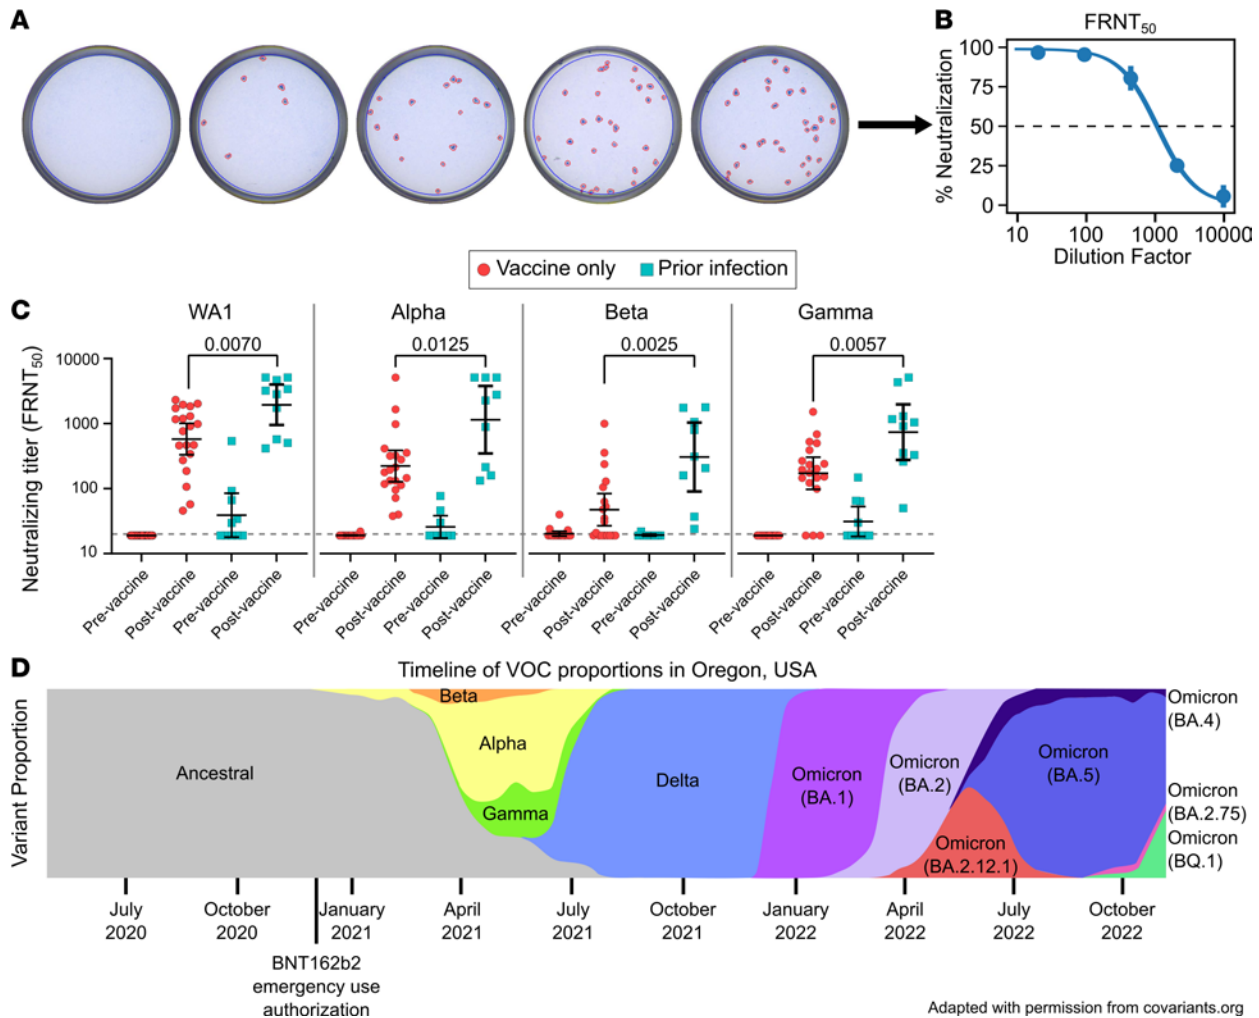 A
B
FRNT50
100
75
50
25
0
% Neutralization
10
100
1000
10000
Dilution Factor
Vaccine only
Prior infection
C
WA1
Alpha
Beta
Gamma
0.0070
0.0125
0.0025
0.0057
Neutralizing titer (FRNT50)
10000
1000
100
10
Pre-vaccine
Post-vaccine
Pre-vaccine
Post-vaccine
Pre-vaccine
Post-vaccine
Pre-vaccine
Post-vaccine
Pre-vaccine
Post-vaccine
Pre-vaccine
Post-vaccine
Pre-vaccine
Post-vaccine
Pre-vaccine
Post-vaccine
D
Timeline of VOC proportions in Oregon, USA
Variant Proportion
Ancestral
Beta
Alpha
Gamma
Delta
Omicron
(BA.1)
Omicron
(BA.2)
Omicron
(BA.2.12.1)
Omicron
(BA.5)
Omicron
(BA.4)
Omicron
(BA.2.75)
Omicron
(BQ.1)
July
2020
October
2020
January
2021
April
2021
July
2021
October
2021
January
2022
April
2022
July
2022
October
2022
BNT162b2
emergency use
authorization
Adapted with permission from covariants.org